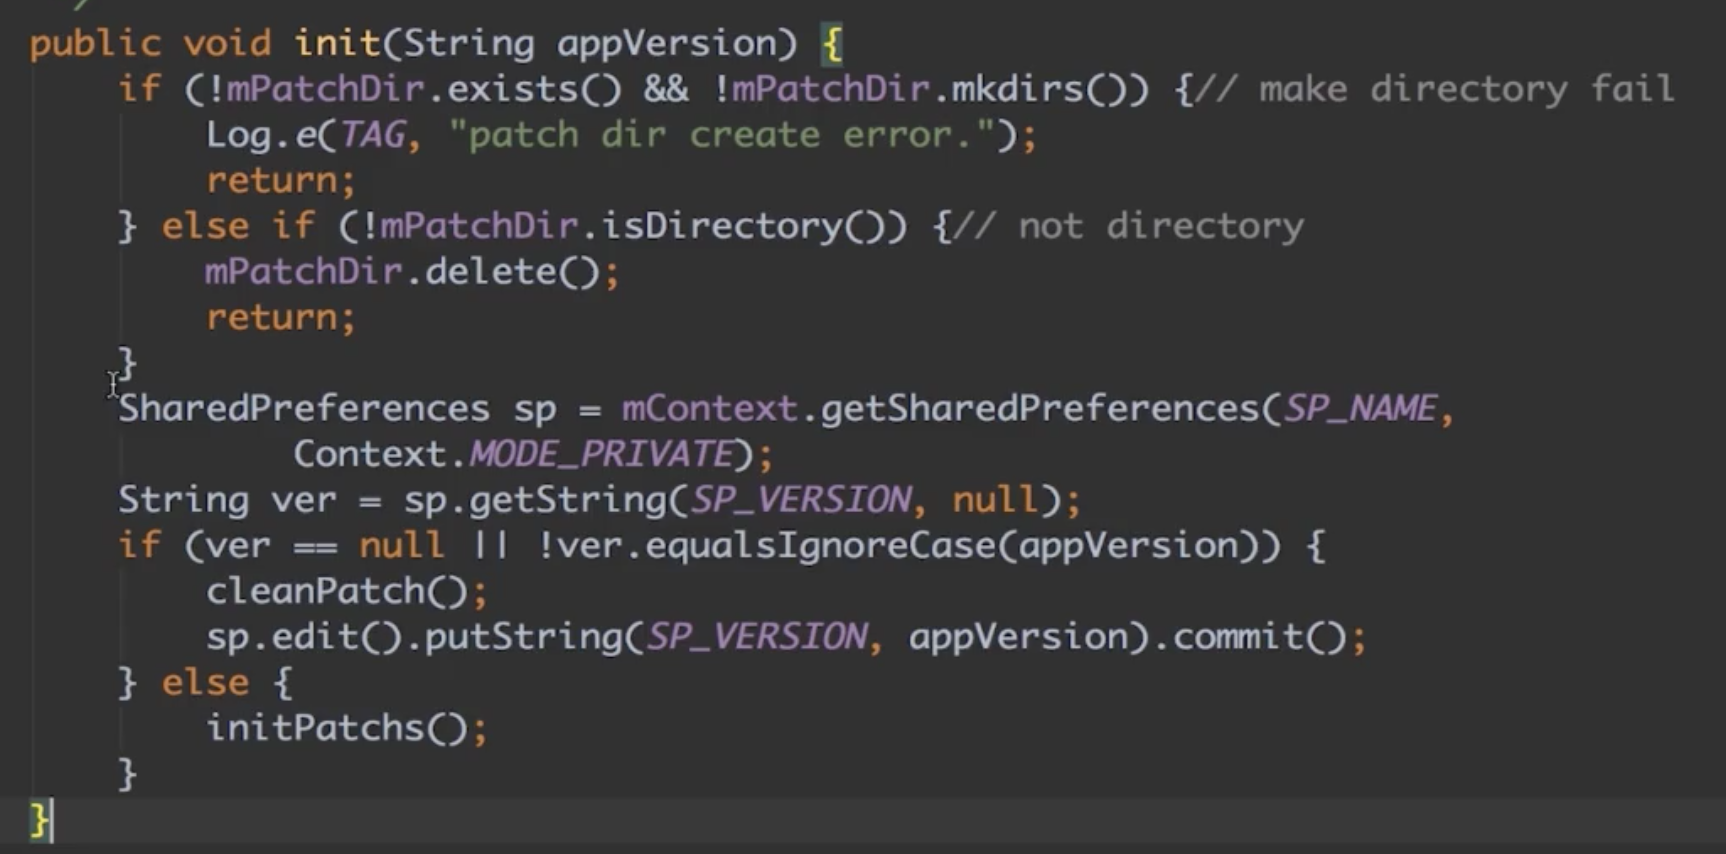 public void init(String appVersion) {
    if (!mPatchDir.exists() && !mPatchDir.mkdirs()) {// make directory fail
        Log.e(TAG, "patch dir create error.");
        return;
    } else if (!mPatchDir.isDirectory()) {// not directory
        mPatchDir.delete();
        return;
    }
    SharedPreferences sp = mContext.getSharedPreferences(SP_NAME,
            Context.MODE_PRIVATE);
    String ver = sp.getString(SP_VERSION, null);
    if (ver == null || !ver.equalsIgnoreCase(appVersion)) {
        cleanPatch();
        sp.edit().putString(SP_VERSION, appVersion).commit();
    } else {
        initPatchs();
    }
}